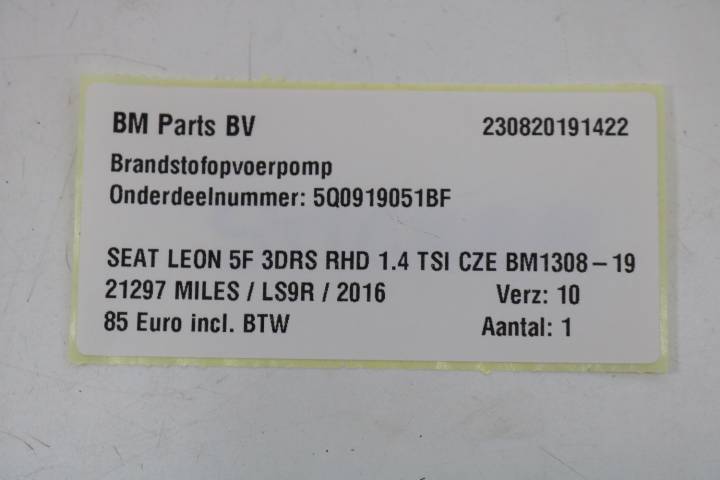 BM Parts BV 230820191422
Brandstofopvoerpomp
Onderdeelnummer: 5Q0919051BF
SEAT LEON 5F 3DRS RHD 1.4 TSI CZE BM1308-19
21297 MILES / LS9R / 2016 Verz: 10
85 Euro incl. BTW Aantal: 1